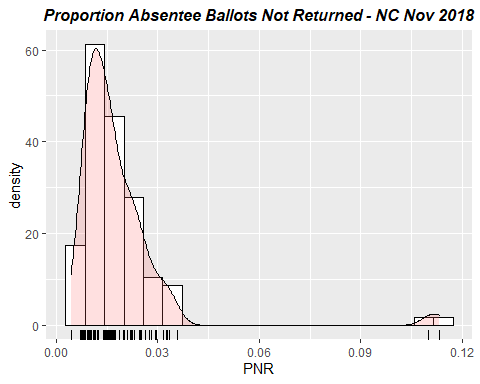 Proportion Absentee Ballots Not Returned - NC Nov 2018
density
60
40
20
0
0.00 0.03 0.06 0.09 0.12
PNR